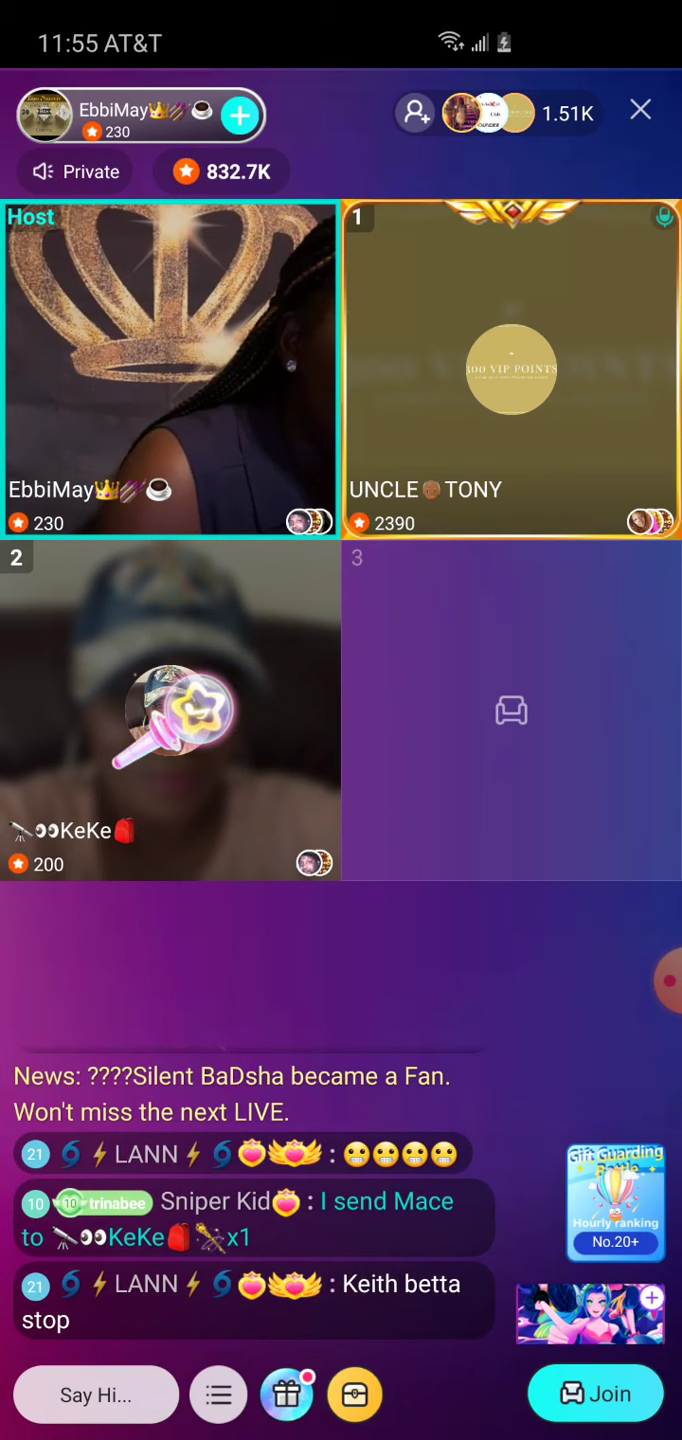 11:55 AT&T
EbbiMay👑💅🏾☕
230
1.51K
Private
832.7K
Host
1
300 VIP POINTS
EbbiMay👑💅🏾☕
230
UNCLE👴🏾TONY
2390
2
3
🔭👀KeKe🎒
200
News: ????Silent BaDsha became a Fan.
Won't miss the next LIVE.
21 🌀⚡LANN⚡🌀 : 😬😬😬😬
10 10 trinabee Sniper Kid : I send Mace
to 🔭👀KeKe🎒 x1
21 🌀⚡LANN⚡🌀 : Keith betta
stop
Gift Guarding
Battle
Hourly ranking
No.20+
Say Hi...
Join